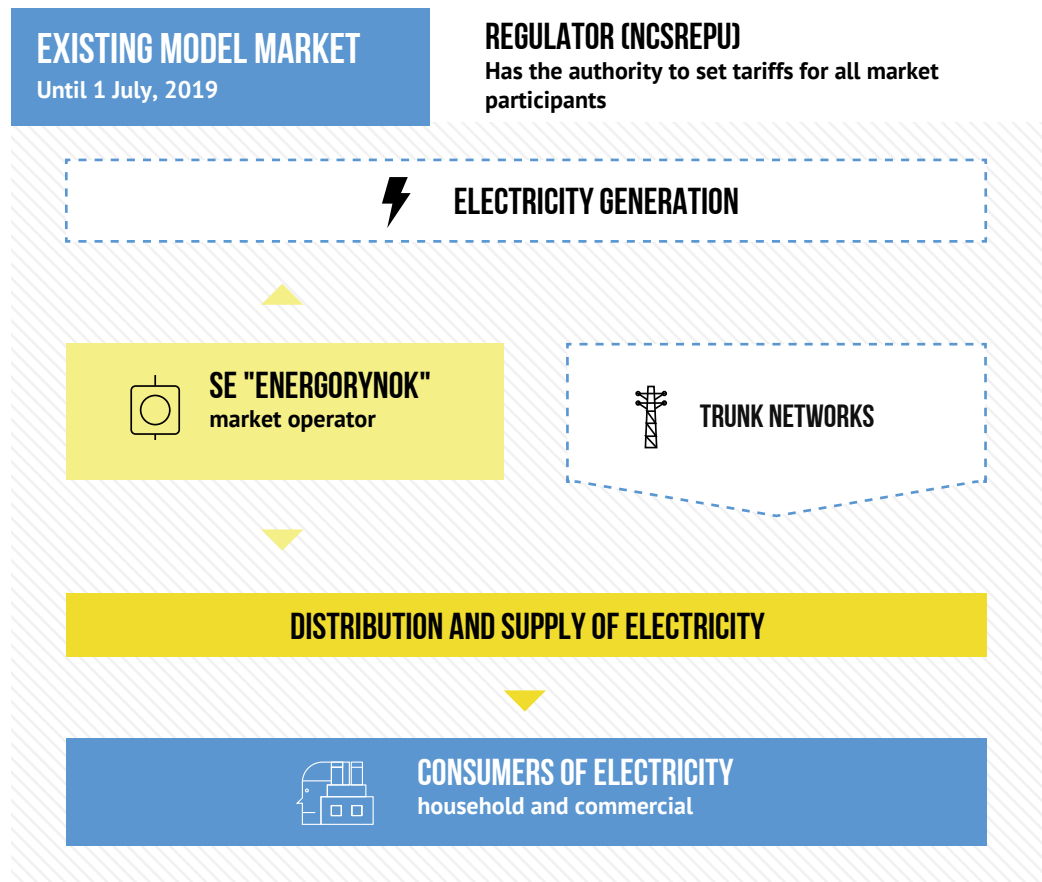 EXISTING MODEL MARKET
Until 1 July, 2019
REGULATOR (NCSREPU)
Has the authority to set tariffs for all market
participants
ELECTRICITY GENERATION
SE "ENERGORYNOK"
market operator
TRUNK NETWORKS
DISTRIBUTION AND SUPPLY OF ELECTRICITY
CONSUMERS OF ELECTRICITY
household and commercial